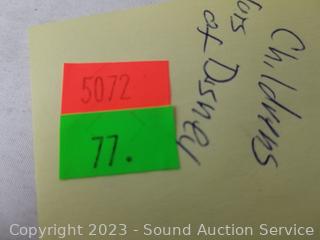 Childrens
of Disney
5072
77.
Copyright 2023 - Sound Auction Service